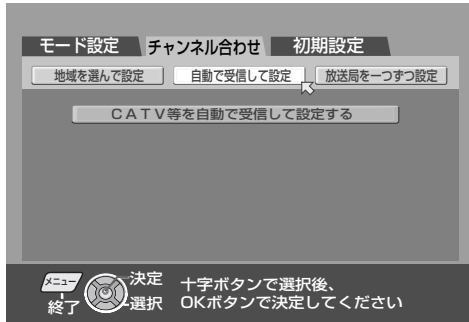 モード設定 チャンネル合わせ 初期設定
地域を選んで設定 自動で受信して設定 放送局を一つずつ設定
CATV等を自動で受信して設定する
メニュー 決定 十字ボタンで選択後、
終了 選択 OKボタンで決定してください